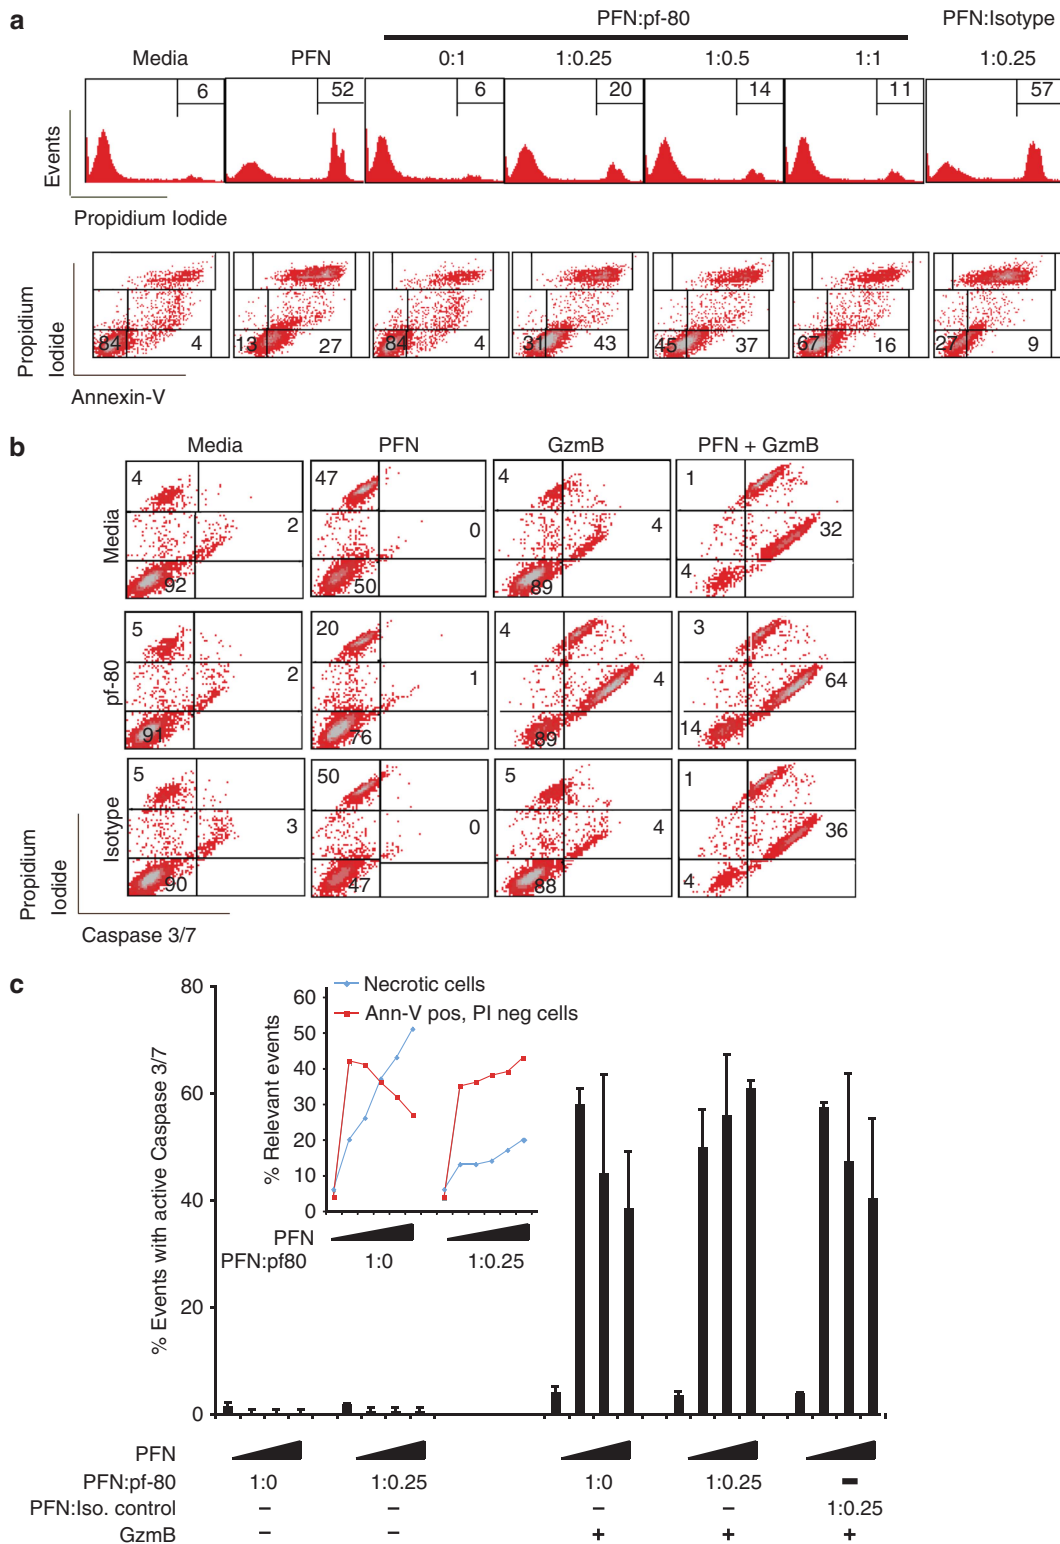 a
PFN:pf-80
PFN:Isotype
Media
PFN
0:1
1:0.25
1:0.5
1:1
1:0.25
6
52
6
20
14
11
57
Events
Propidium Iodide
84
4
13
27
84
4
31
43
45
37
67
16
27
9
Propidium
Iodide
Annexin-V
b
Media
PFN
GzmB
PFN + GzmB
Media
4
2
92
47
0
50
4
4
89
1
32
4
pf-80
5
2
91
20
1
76
4
4
89
3
64
14
Isotype
5
3
90
50
0
47
5
4
88
1
36
4
Propidium
Iodide
Caspase 3/7
c
% Events with active Caspase 3/7
80
60
40
20
0
Necrotic cells
Ann-V pos, PI neg cells
% Relevant events
60
50
40
30
20
10
0
PFN
PFN:pf80
1:0
1:0.25
PFN
PFN:pf-80
1:0
1:0.25
1:0
1:0.25
–
PFN:Iso. control
–
–
–
–
1:0.25
GzmB
–
–
+
+
+